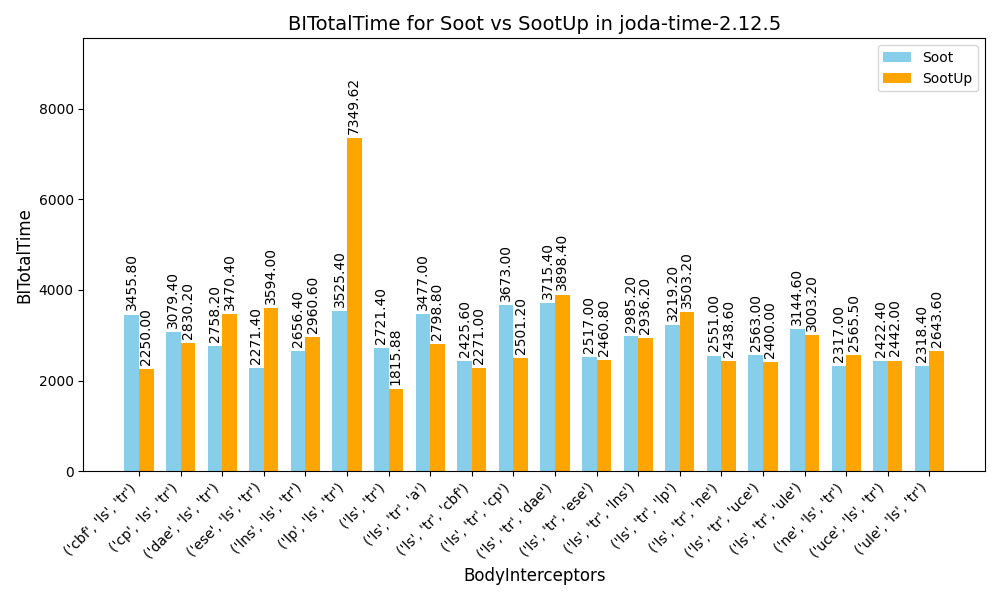 BITotalTime for Soot vs SootUp in joda-time-2.12.5
Soot
SootUp
BITotalTime
8000
6000
4000
2000
0
3455.80
2250.00
3079.40
2830.20
2758.20
3470.40
2271.40
3594.00
2656.40
2960.60
3525.40
7349.62
2721.40
1815.88
3477.00
2798.80
2425.60
2271.00
3673.00
2501.20
3715.40
3898.40
2517.00
2460.80
2985.20
2936.20
3219.20
3503.20
2551.00
2438.60
2563.00
2400.00
3144.60
3003.20
2317.00
2565.50
2422.40
2442.00
2318.40
2643.60
('cbf', 'ls', 'tr')
('cp', 'ls', 'tr')
('dae', 'ls', 'tr')
('ese', 'ls', 'tr')
('lns', 'ls', 'tr')
('lp', 'ls', 'tr')
('ls', 'tr')
('ls', 'tr', 'a')
('ls', 'tr', 'cbf')
('ls', 'tr', 'cp')
('ls', 'tr', 'dae')
('ls', 'tr', 'ese')
('ls', 'tr', 'lns')
('ls', 'tr', 'lp')
('ls', 'tr', 'ne')
('ls', 'tr', 'uce')
('ls', 'tr', 'ule')
('ne', 'ls', 'tr')
('uce', 'ls', 'tr')
('ule', 'ls', 'tr')
BodyInterceptors